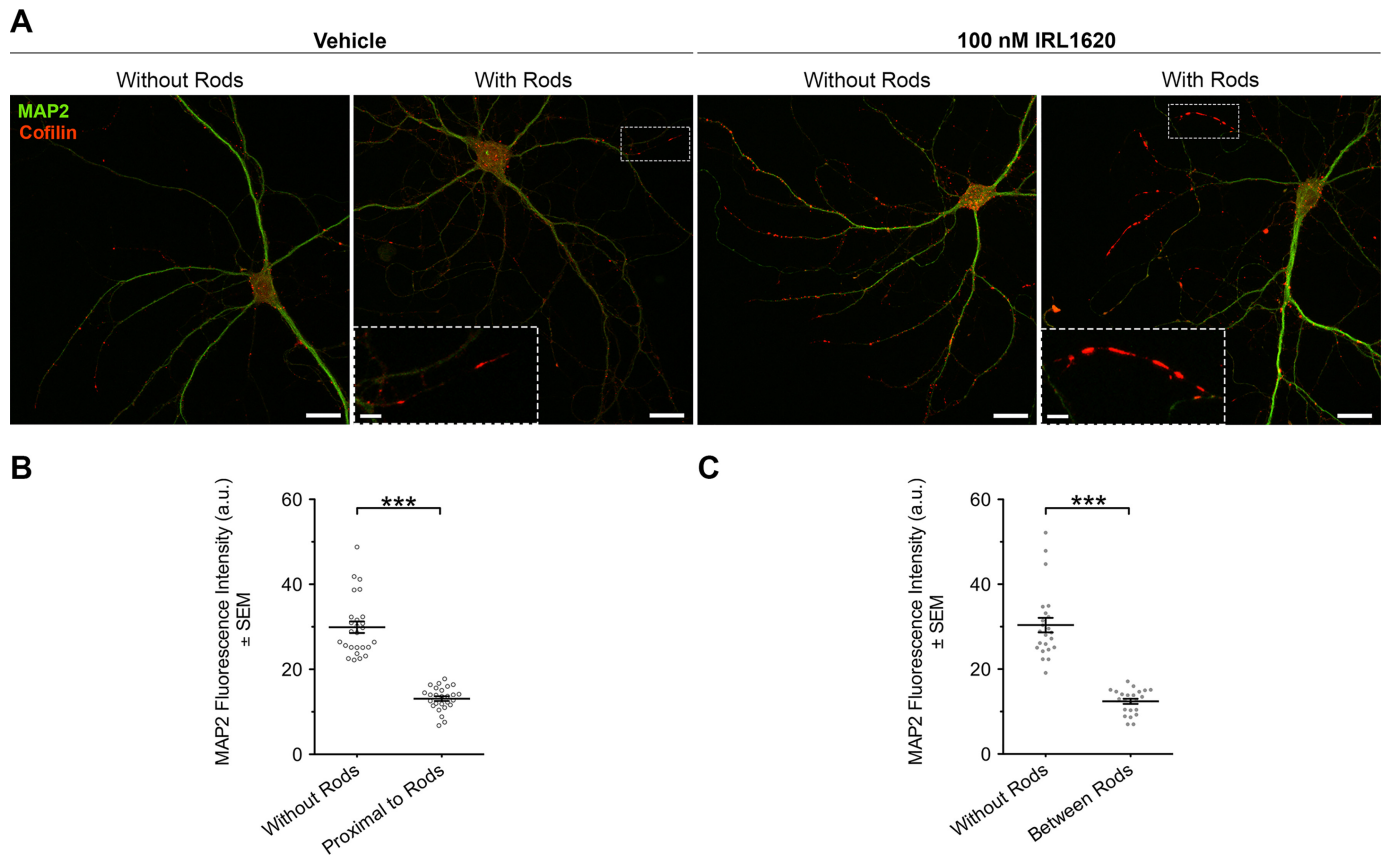 A
Vehicle
100 nM IRL1620
Without Rods
With Rods
Without Rods
With Rods
MAP2
Cofilin
B
MAP2 Fluorescence Intensity (a.u.)
± SEM
60
40
20
0
***
Without Rods
Proximal to Rods
C
MAP2 Fluorescence Intensity (a.u.)
± SEM
60
40
20
0
***
Without Rods
Between Rods